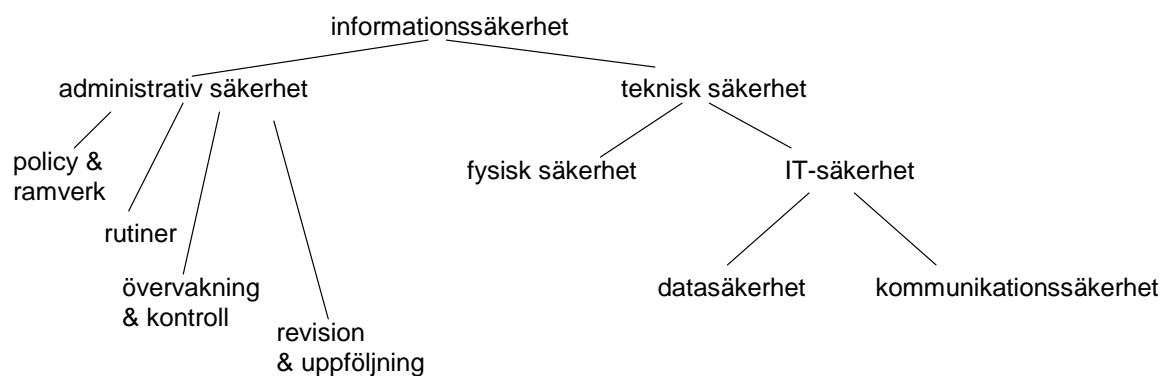 informationssäkerhet
administrativ säkerhet
teknisk säkerhet
policy &
ramverk
fysisk säkerhet
IT-säkerhet
rutiner
övervakning
& kontroll
datasäkerhet
kommunikationssäkerhet
revision
& uppföljning